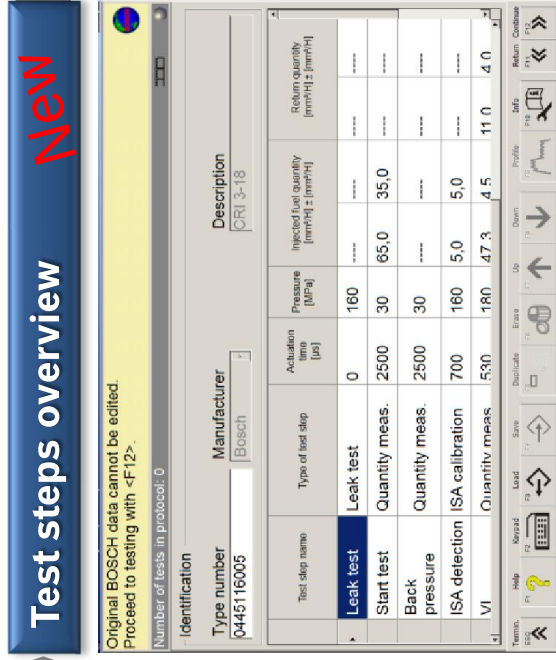 Test steps overview
New
Original BOSCH data cannot be edited.
Proceed to testing with <F12>.
Number of tests in protocol: 0
Identification
Type number Manufacturer Description
0445116005 Bosch CRI 3-18
Test step name Type of test step Actuation time [µs] Pressure [MPa] Injected fuel quantity [mm³/H] ± [mm³/H] Return quantity [mm³/H] ± [mm³/H]
Leak test Leak test 0 160 ---- ---- ---- ----
Start test Quantity meas. 2500 30 65,0 35,0 ---- ----
Back pressure Quantity meas. 2500 30 ---- ---- ---- ----
ISA detection ISA calibration 700 160 5,0 5,0 ---- ----
VL Quantity meas. 530 180 47,3 4,5 11,0 4,0
Termin. Help Keypad Load Save Duplicate Erase Up Down Profile Info Return Continue
ESC F1 F2 F3 F10 F11 F12